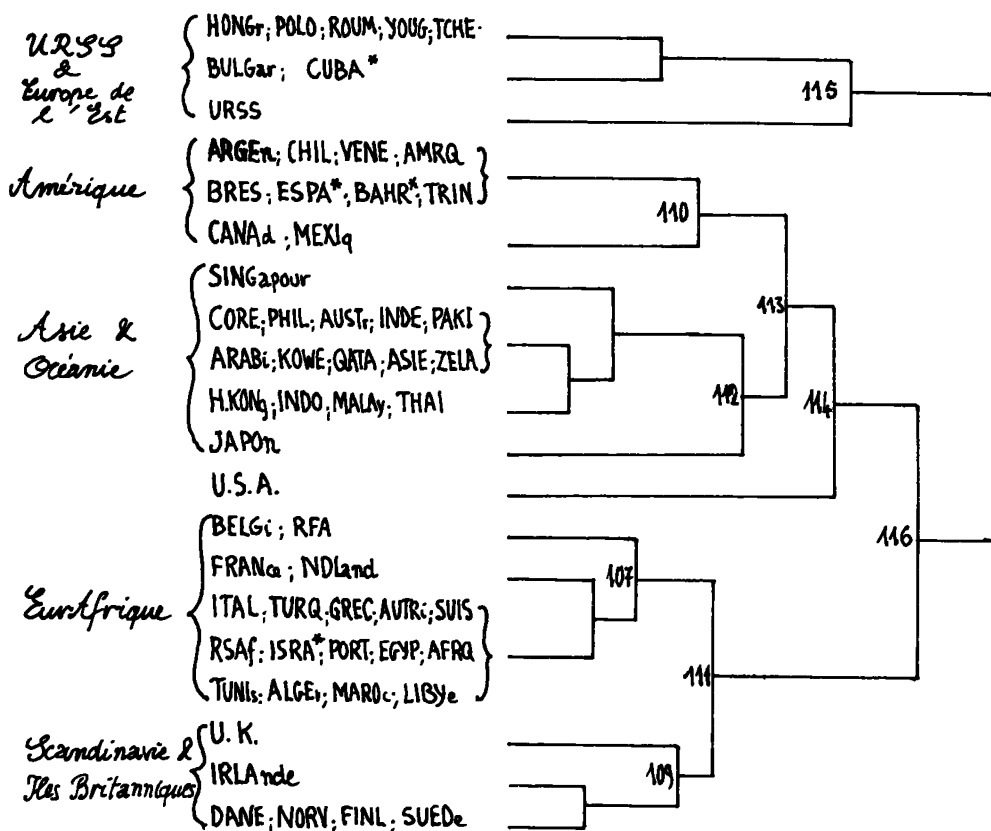 URSS
&
Europe de
l'Est
HONGr; POLO; ROUM; YOUG; TCHE.
BULGar; CUBA*
URSS
115
Amérique
ARGEn; CHIL; VENE; AMRQ
BRES; ESPA*; BAHR*; TRIN
CANAd; MEXIq
110
Asie &
Océanie
SINGapour
CORE; PHIL; AUSTr; INDE; PAKI
ARABi; KOWE; QATA; ASIE; ZELA
H.KONg; INDO; MALAy; THAI
JAPOn
113
112
114
U.S.A.
116
EurAfrique
BELGi; RFA
FRANce; NDLand
ITAL; TURQ; GREC; AUTRi; SUIS
RSAf; ISRA*; PORT; EGYP; AFRQ
TUNIs; ALGEr; MAROc; LIBYe
107
111
Scandinavie &
Iles Britanniques
U.K.
IRLAnde
DANE; NORV; FINL; SUEDe
109